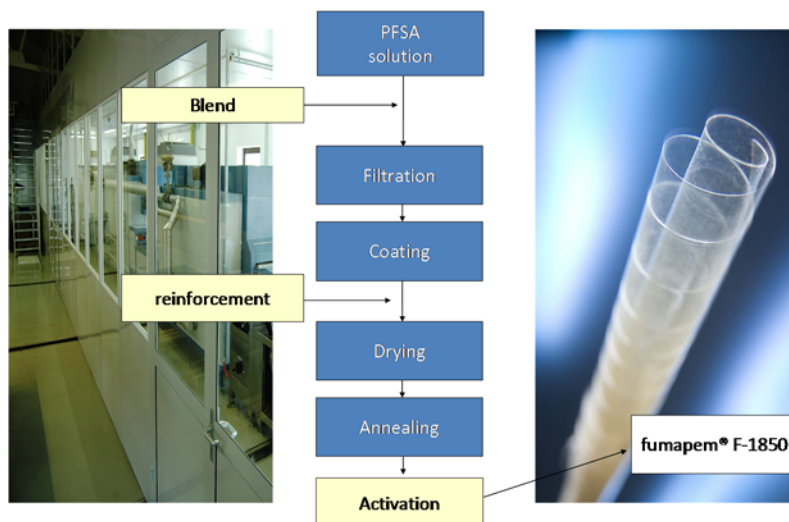 PFSA
solution
Blend
Filtration
Coating
reinforcement
Drying
Annealing
fumapem® F-1850
Activation